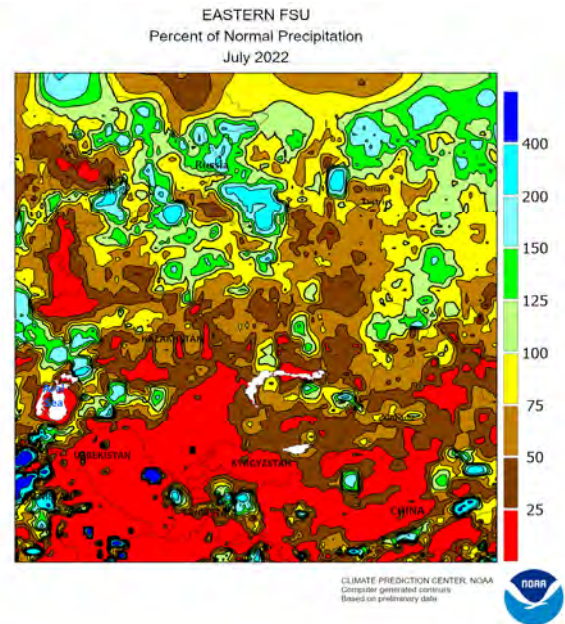 EASTERN FSU
Percent of Normal Precipitation
July 2022
Russia
400
200
150
125
KAZAKHSTAN
100
75
UZBEKISTAN
KYRGYZSTAN
50
CHINA
25
CLIMATE PREDICTION CENTER, NOAA
Computer generated contours
Based on preliminary data
NOAA